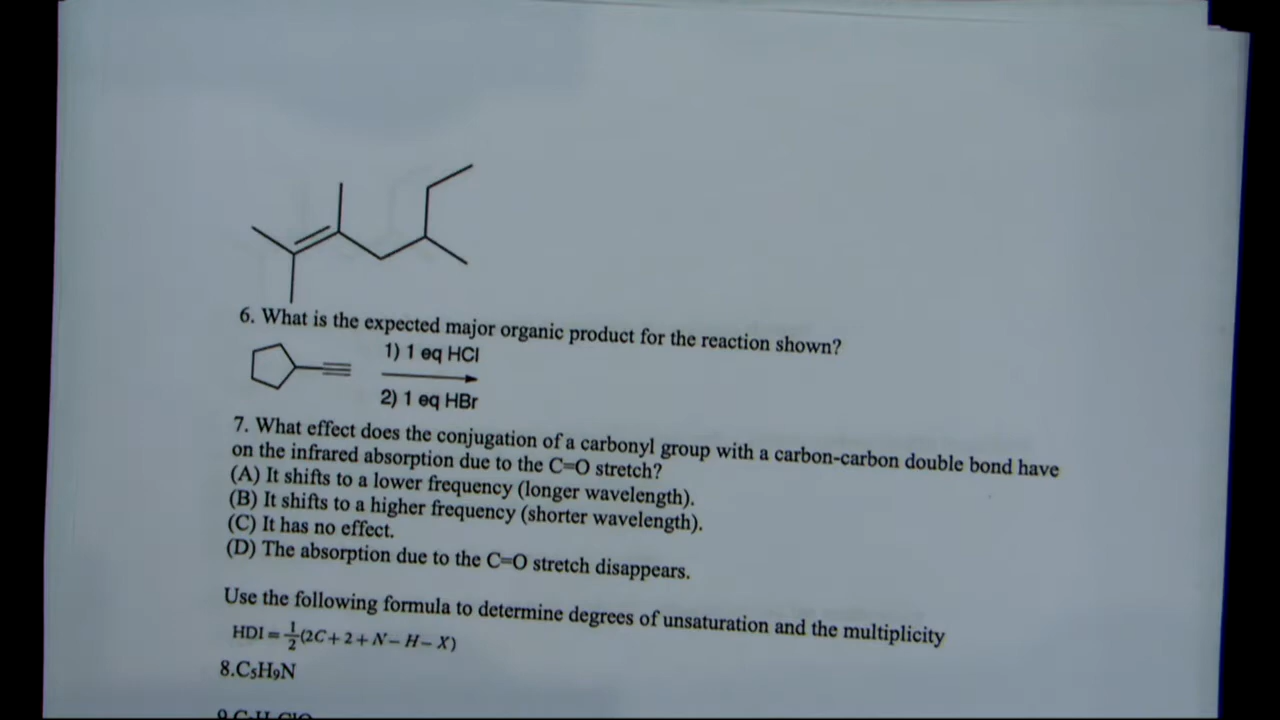 6. What is the expected major organic product for the reaction shown?
1) 1 eq HCl
2) 1 eq HBr
7. What effect does the conjugation of a carbonyl group with a carbon-carbon double bond have
on the infrared absorption due to the C=O stretch?
(A) It shifts to a lower frequency (longer wavelength).
(B) It shifts to a higher frequency (shorter wavelength).
(C) It has no effect.
(D) The absorption due to the C=O stretch disappears.
Use the following formula to determine degrees of unsaturation and the multiplicity
HDI = ½(2C + 2 + N – H – X)
8.C₅H₉N